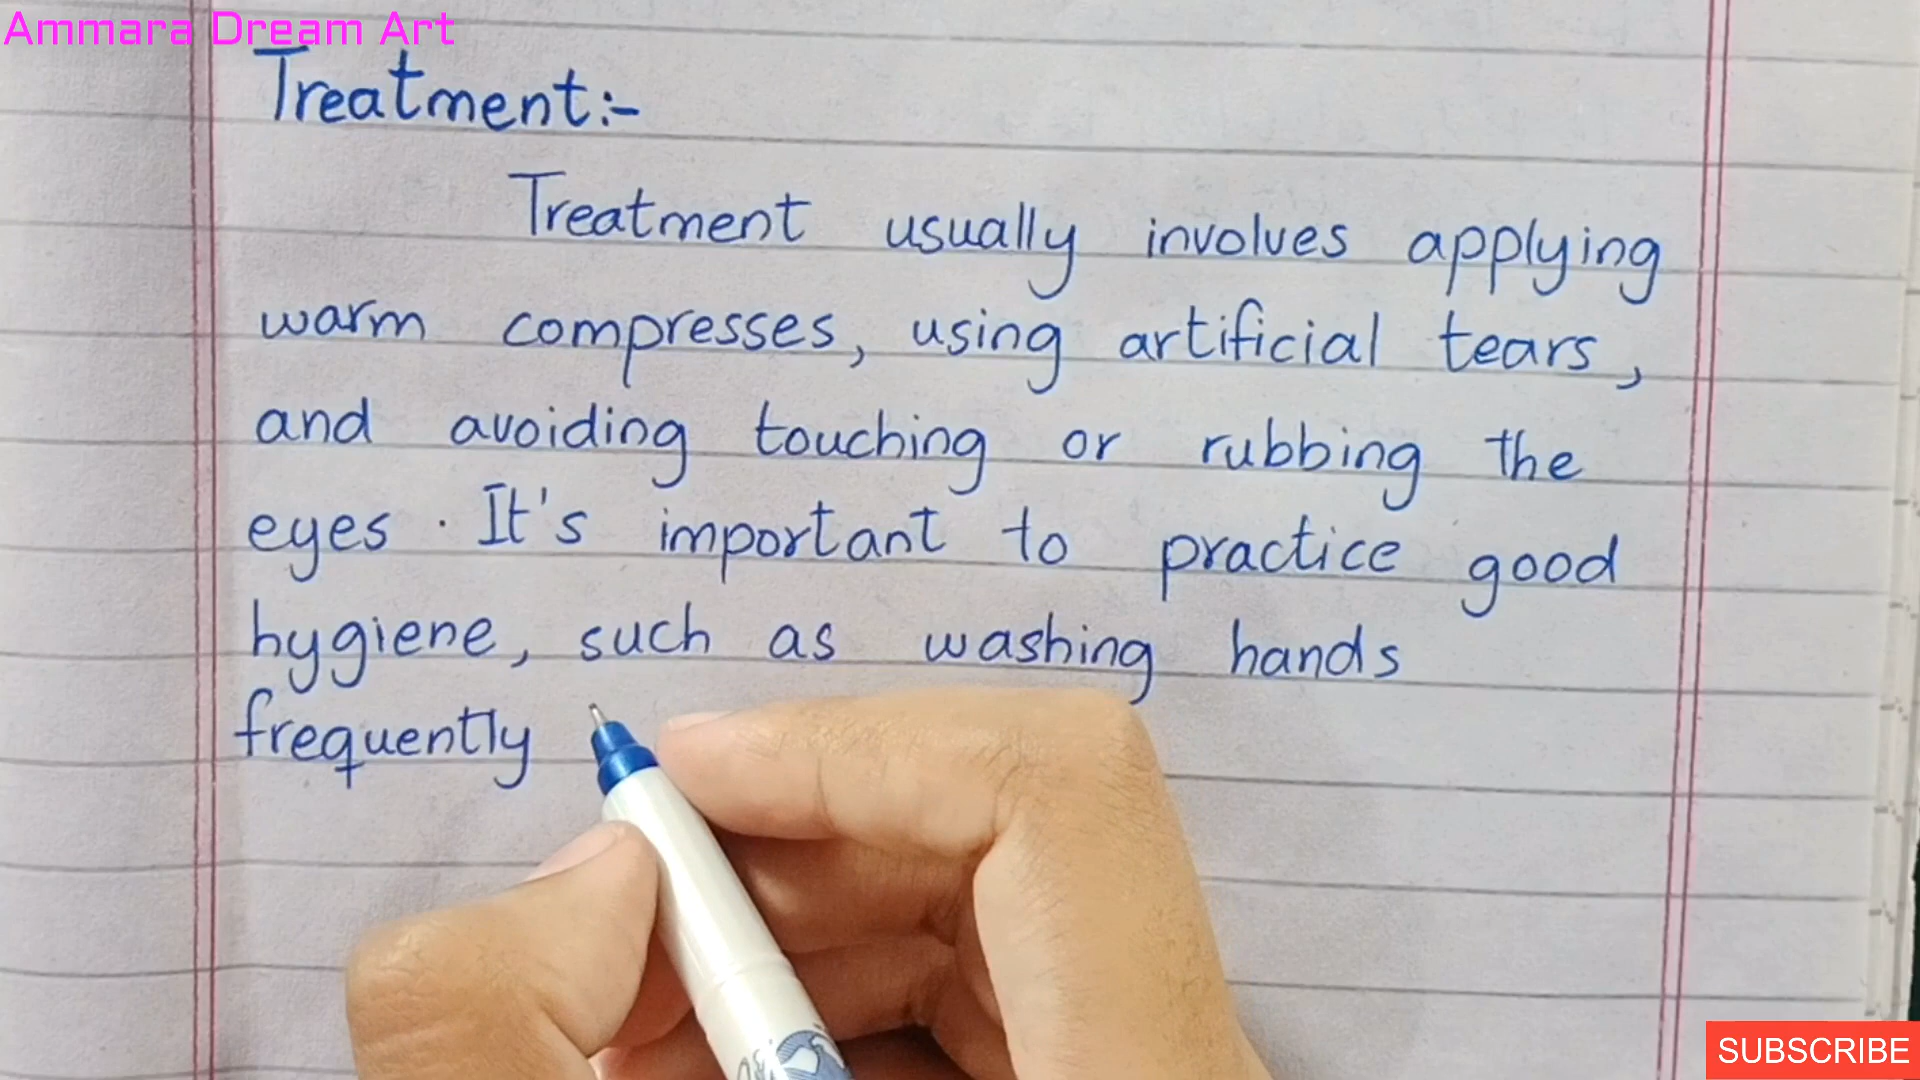 Ammara Dream Art
Treatment:-
Treatment usually involves applying
warm compresses, using artificial tears,
and avoiding touching or rubbing the
eyes. It's important to practice good
hygiene, such as washing hands
frequently
SUBSCRIBE